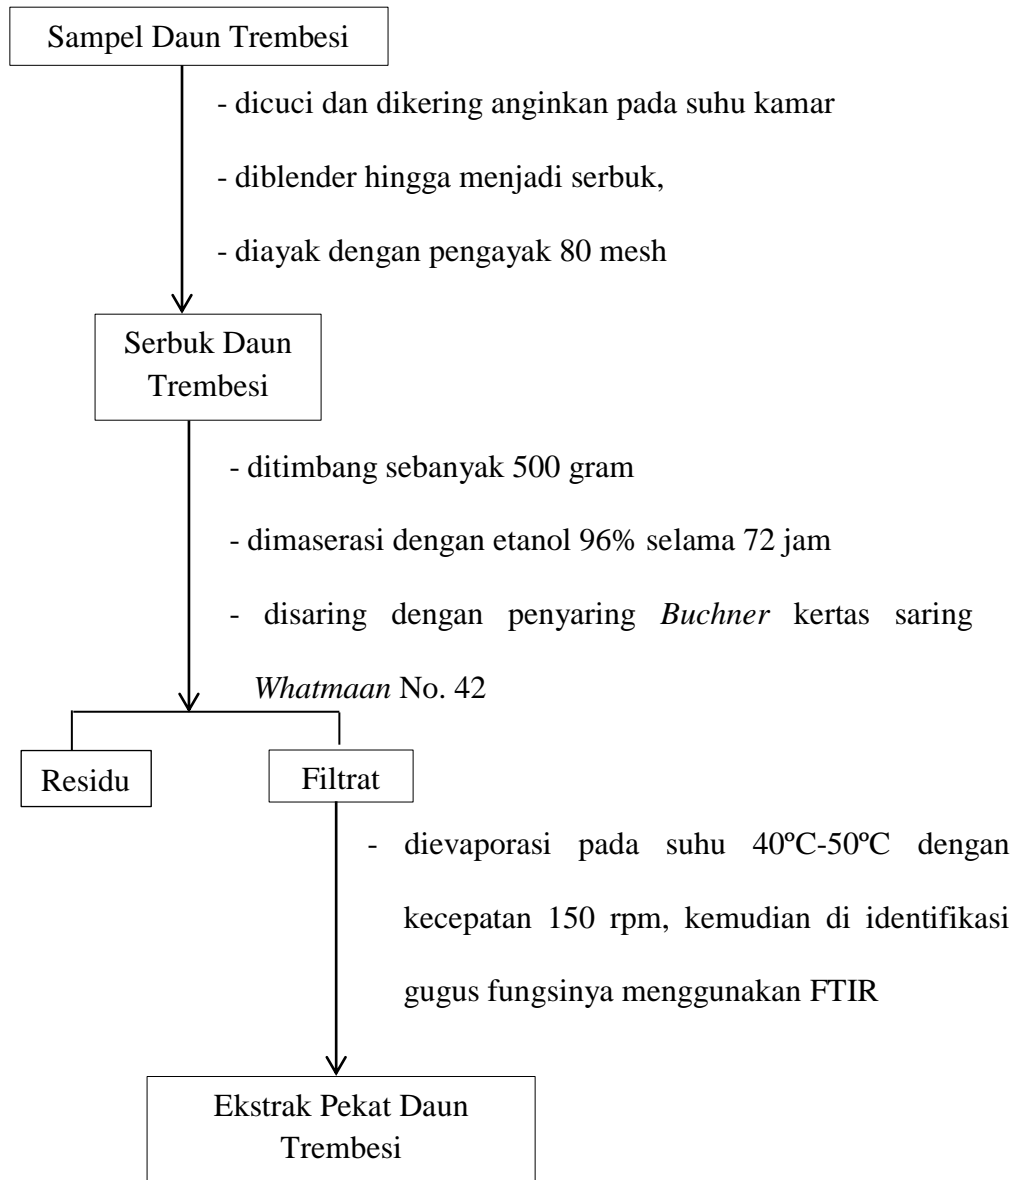 Sampel Daun Trembesi
- dicuci dan dikering anginkan pada suhu kamar
- diblender hingga menjadi serbuk,
- diayak dengan pengayak 80 mesh
Serbuk Daun
Trembesi
- ditimbang sebanyak 500 gram
- dimaserasi dengan etanol 96% selama 72 jam
- disaring dengan penyaring Buchner kertas saring
Whatmaan No. 42
Residu
Filtrat
- dievaporasi pada suhu 40ºC-50ºC dengan
kecepatan 150 rpm, kemudian di identifikasi
gugus fungsinya menggunakan FTIR
Ekstrak Pekat Daun
Trembesi